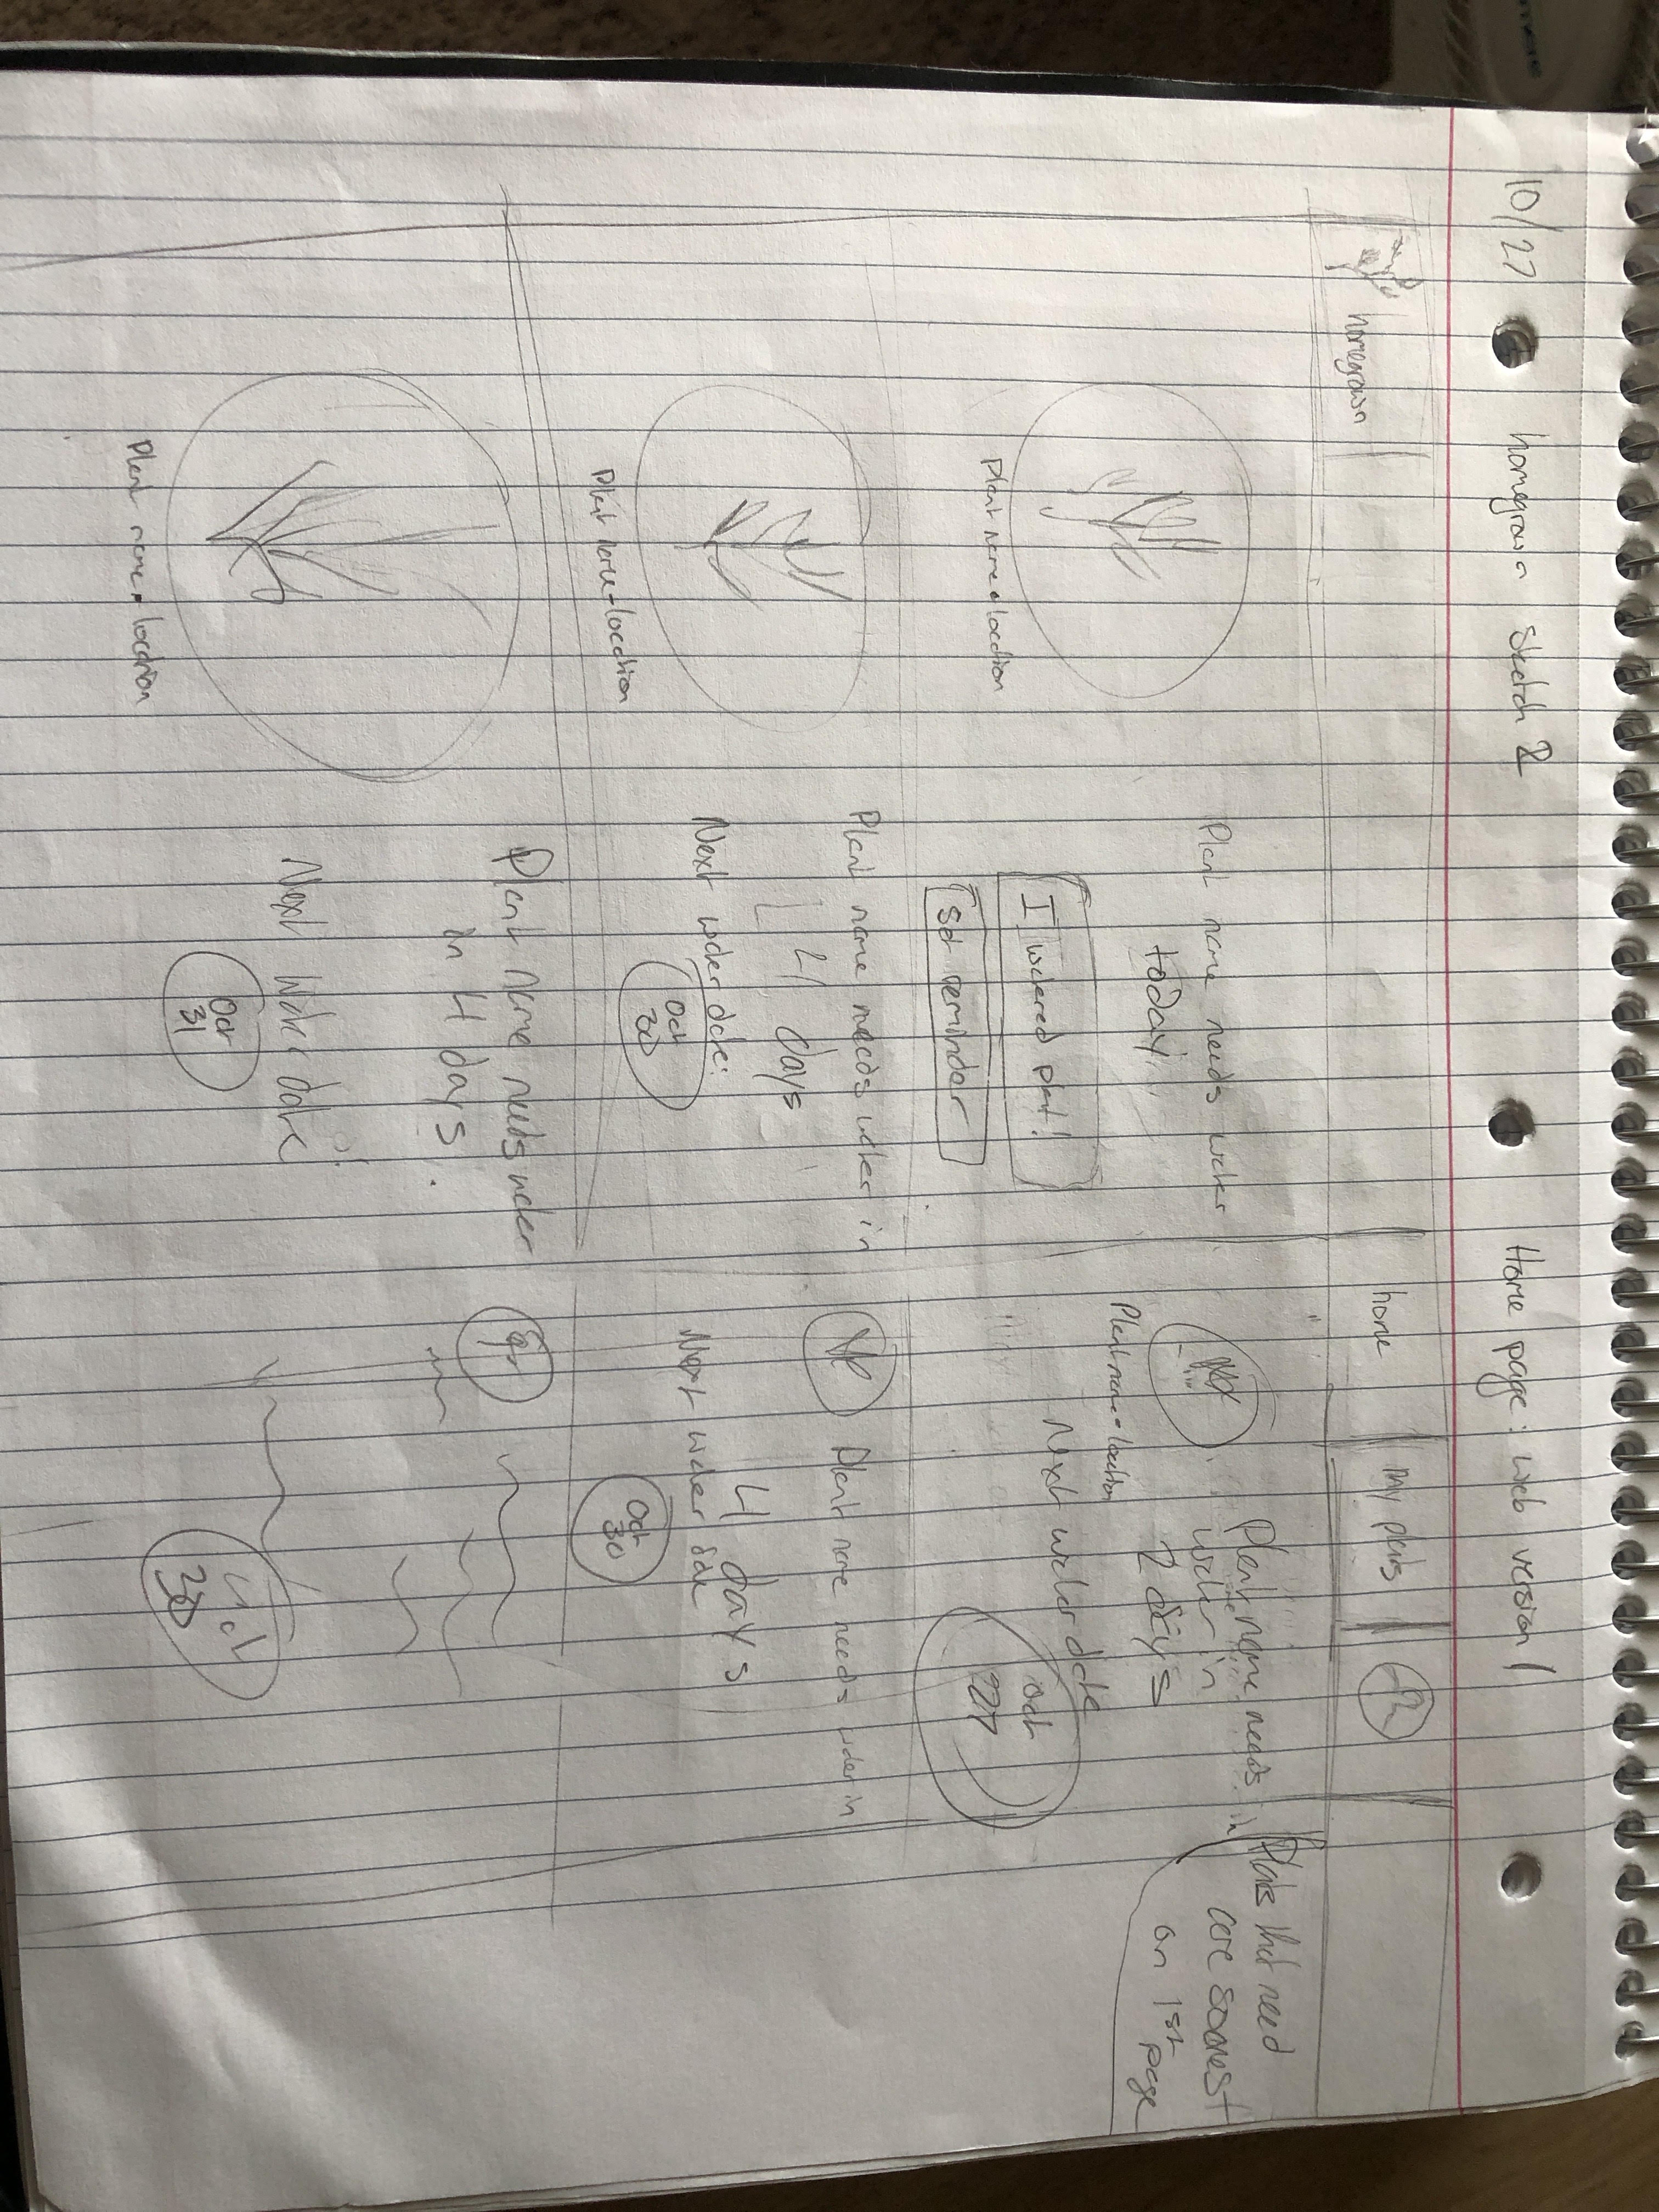 10/27 homegrown Sketch 2 Home page: web version 1
homegrown
home
my plants
Plants that need
care soonest
on 1st page
Plant name needs water
today
I watered plant!
Set reminder
Plant name + location
Plant name needs
water in
2 days
Plant name - location
Next water date
Oct
27
Plant name needs water in
4 days
Next water date:
Oct
30
Plant name - location
Plant name needs water in
4 days
Next water date
Oct
30
Plant name needs water
in 4 days.
Next water date
Oct
31
Plant name + location
Oct
30